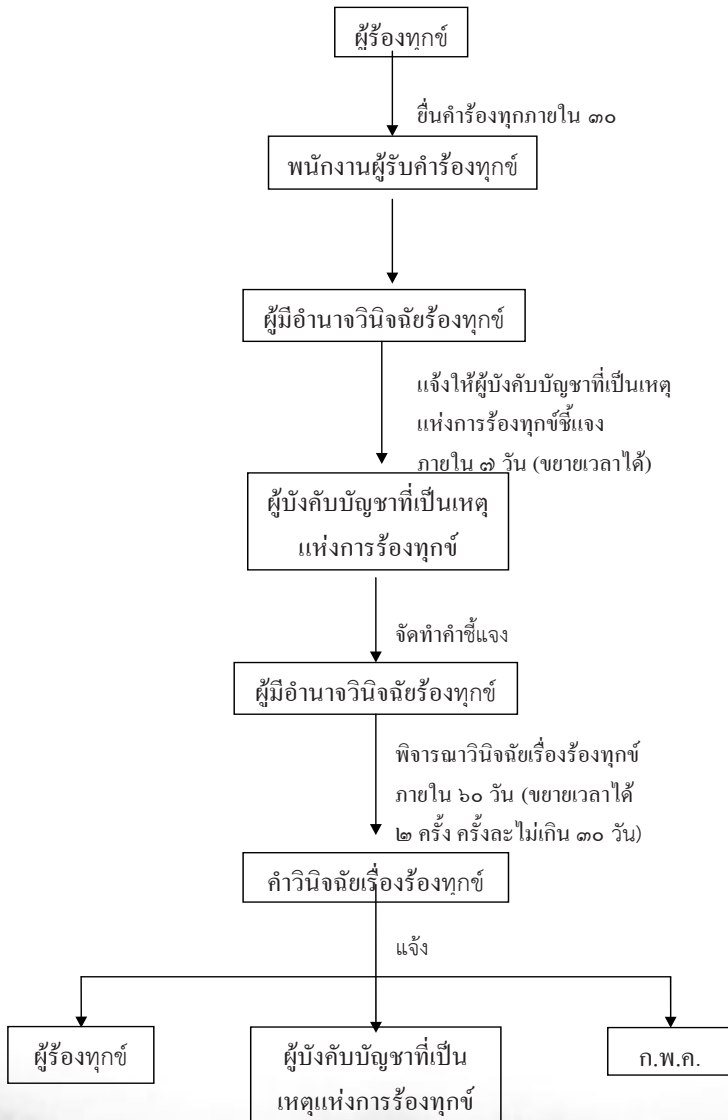 ผู้ร้องทุกข์
ยื่นคำร้องทุกภายใน ๓๐
พนักงานผู้รับคำร้องทุกข์
ผู้มีอำนาจวินิจฉัยร้องทุกข์
แจ้งให้ผู้บังคับบัญชาที่เป็นเหตุ
แห่งการร้องทุกข์ชี้แจง
ภายใน ๗ วัน (ขยายเวลาได้)
ผู้บังคับบัญชาที่เป็นเหตุ
แห่งการร้องทุกข์
จัดทำคำชี้แจง
ผู้มีอำนาจวินิจฉัยร้องทุกข์
พิจารณาวินิจฉัยเรื่องร้องทุกข์
ภายใน ๖๐ วัน (ขยายเวลาได้
๒ ครั้ง ครั้งละไม่เกิน ๓๐ วัน)
คำวินิจฉัยเรื่องร้องทุกข์
แจ้ง
ผู้ร้องทุกข์
ผู้บังคับบัญชาที่เป็น
เหตุแห่งการร้องทุกข์
ก.พ.ค.